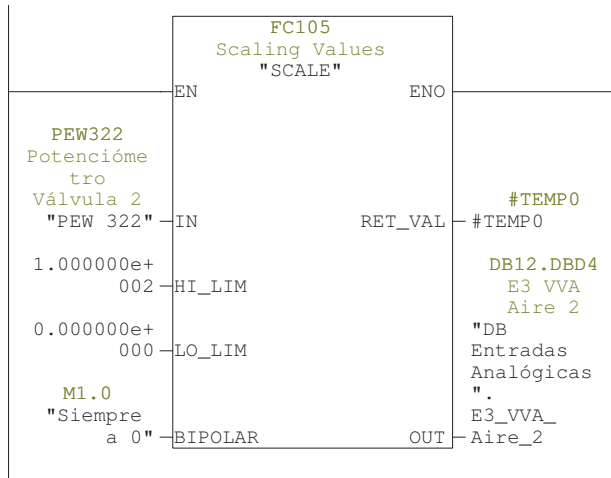 FC105
Scaling Values
"SCALE"
EN ENO
PEW322
Potencióme
tro
Válvula 2
"PEW 322" IN
#TEMP0
RET_VAL #TEMP0
1.000000e+
002 HI_LIM
0.000000e+
000 LO_LIM
M1.0
"Siempre
a 0" BIPOLAR
DB12.DBD4
E3 VVA
Aire 2
"DB
Entradas
Analógicas
".
E3_VVA_
OUT Aire_2